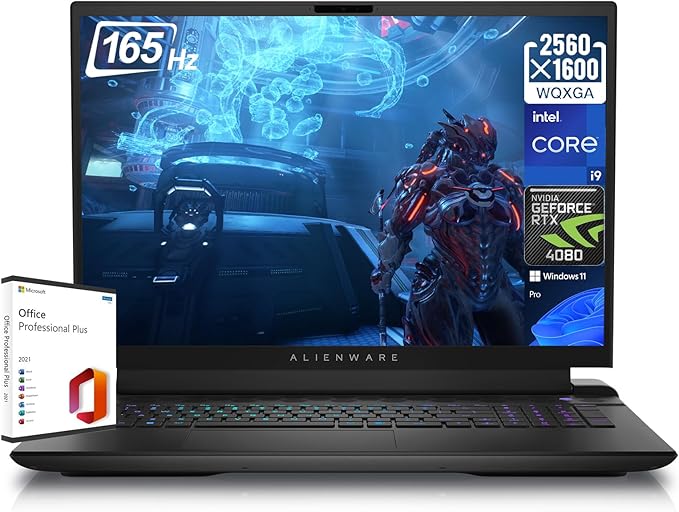 165 Hz
2560
×1600
WQXGA
intel.
CORE
i9
NVIDIA
GEFORCE
RTX
4080
Windows 11
Pro
ALIENWARE
Microsoft
Office
Professional Plus
2021
Office Professional Plus
2021